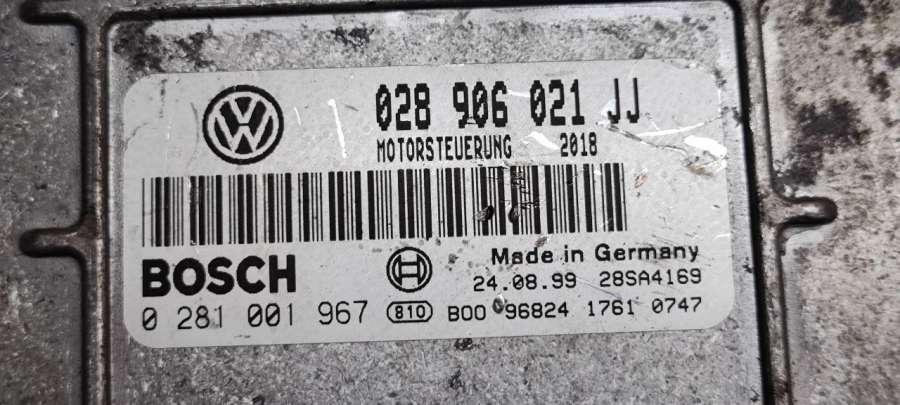 028 906 021 JJ
MOTORSTEUERUNG 2018
Made in Germany
BOSCH
24.08.99 28SA4169
0 281 001 967 810 B00 96824 1761 0747